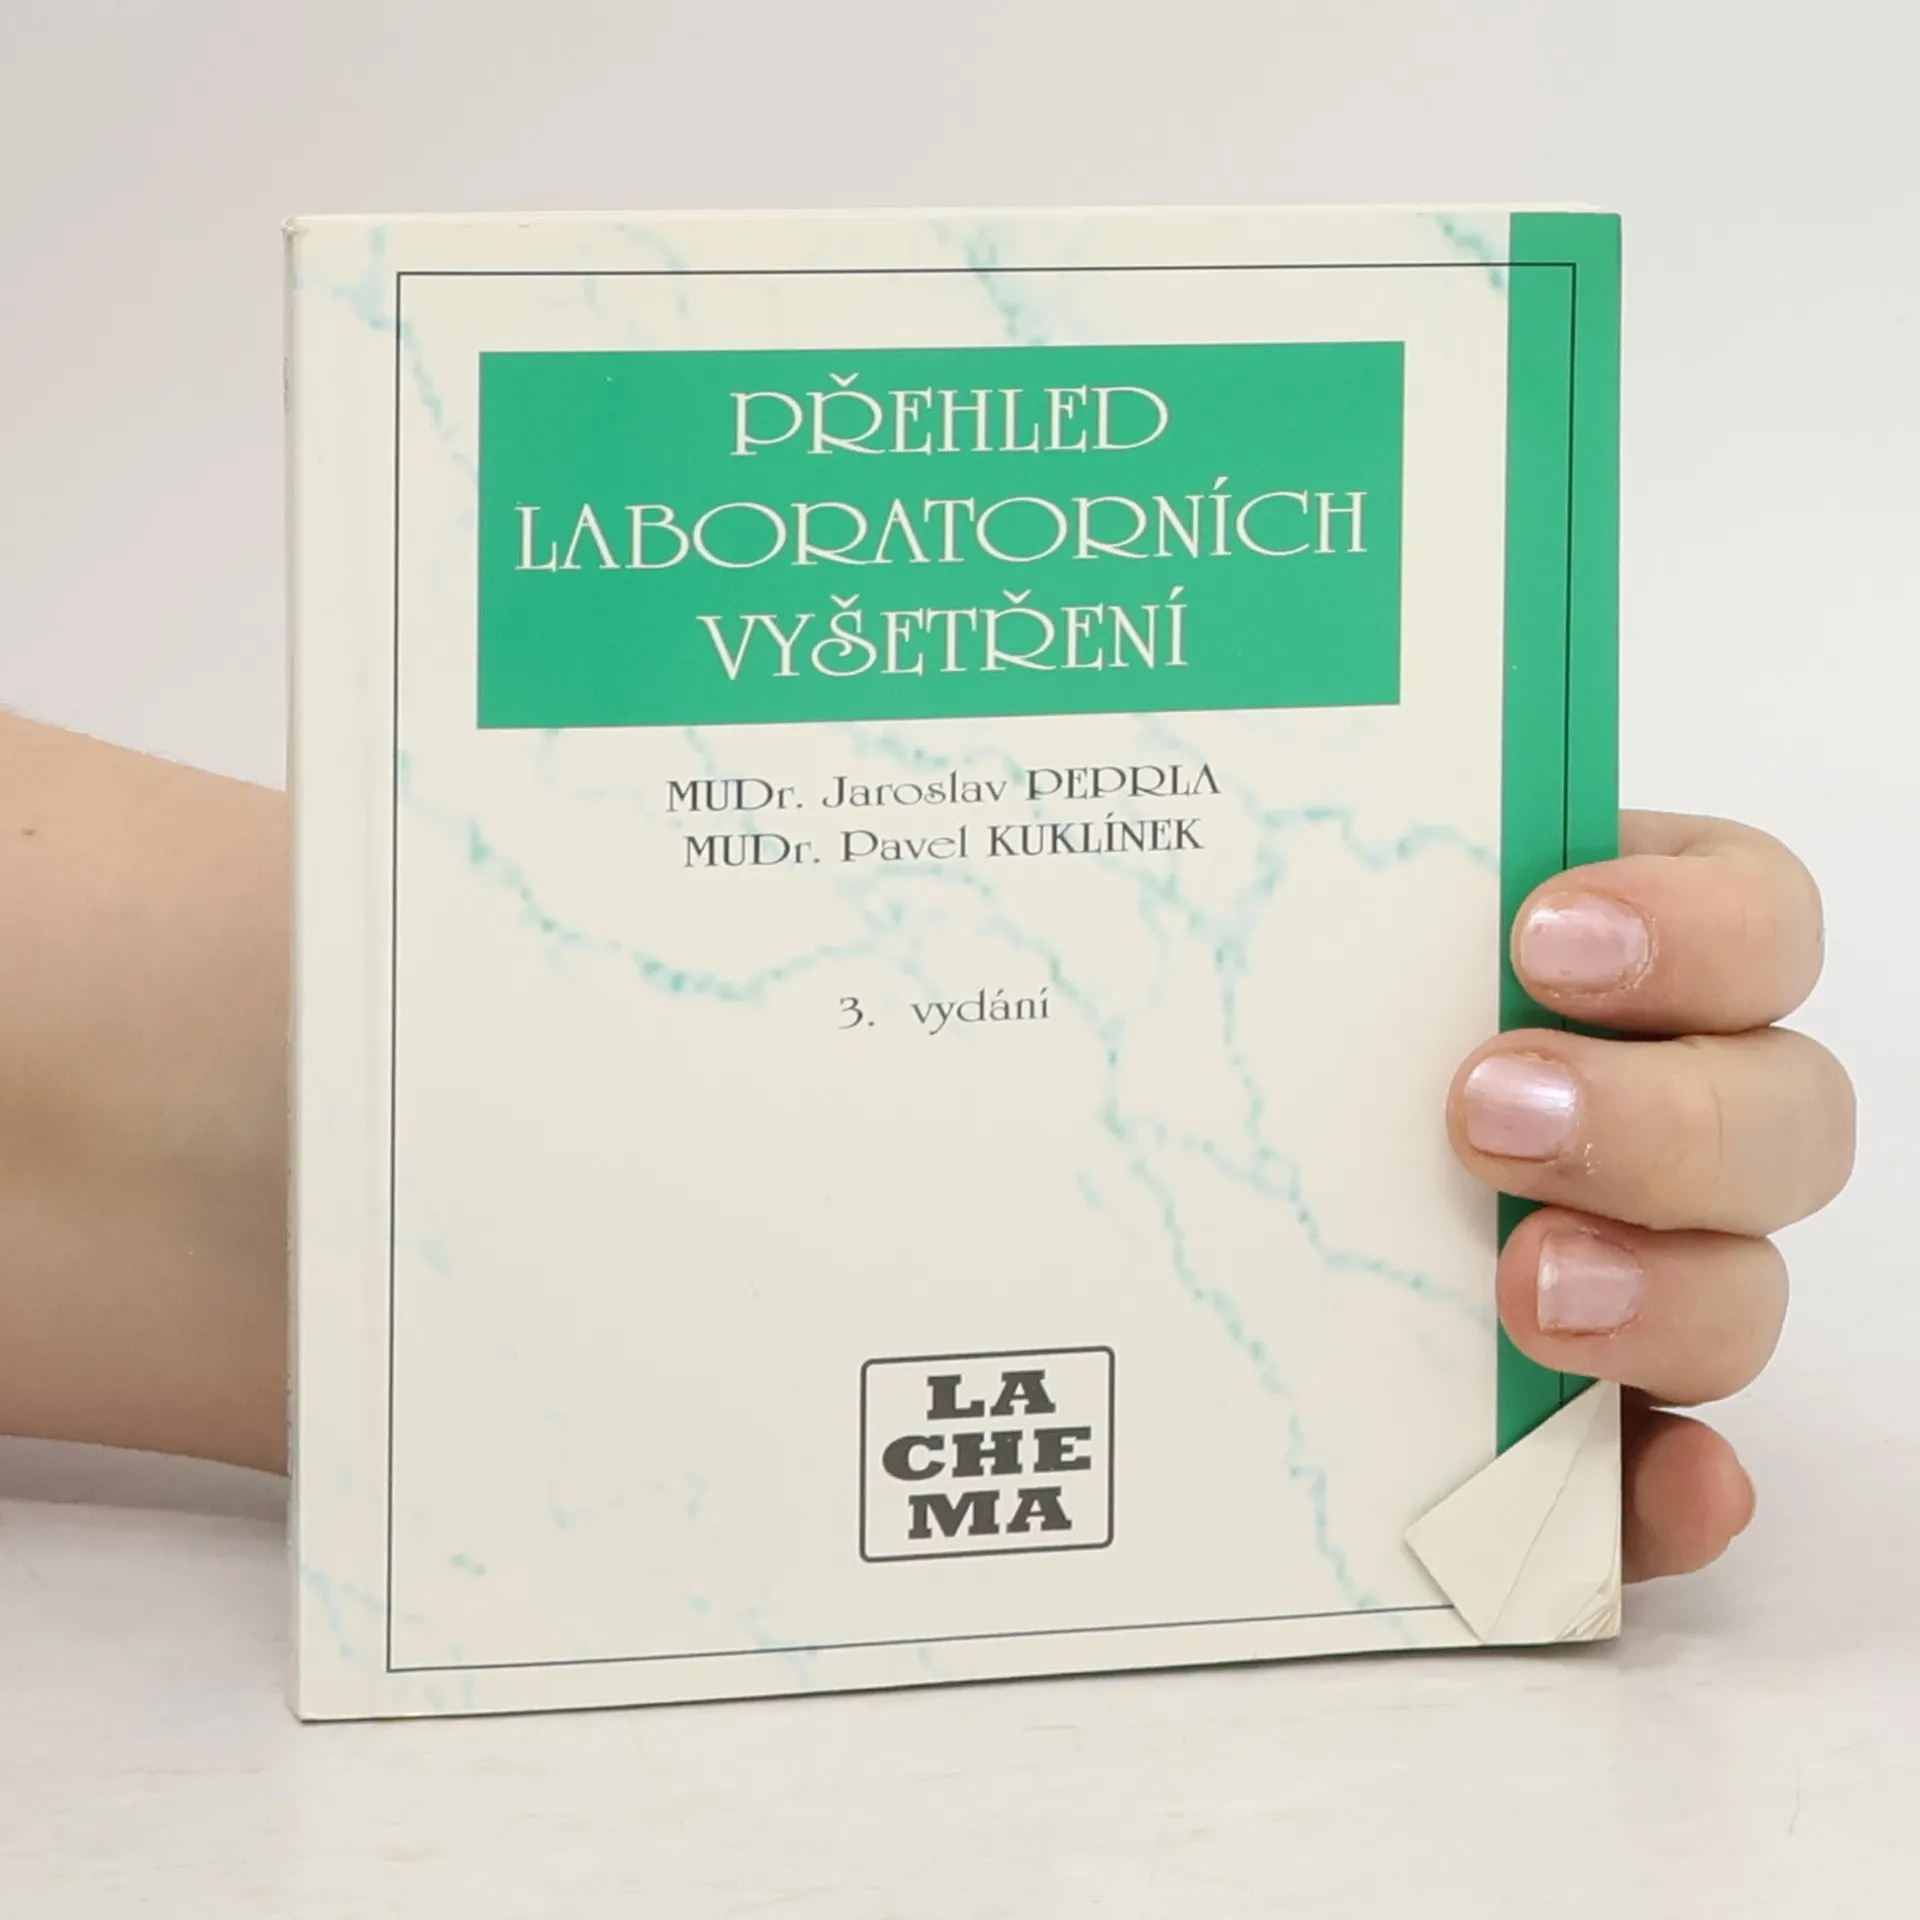 PŘEHLED
LABORATORNÍCH
VYŠETŘENÍ
MUDr. Jaroslav PEPRLA
MUDr. Pavel KUKLÍNEK
3. vydání
LA
CHE
MA